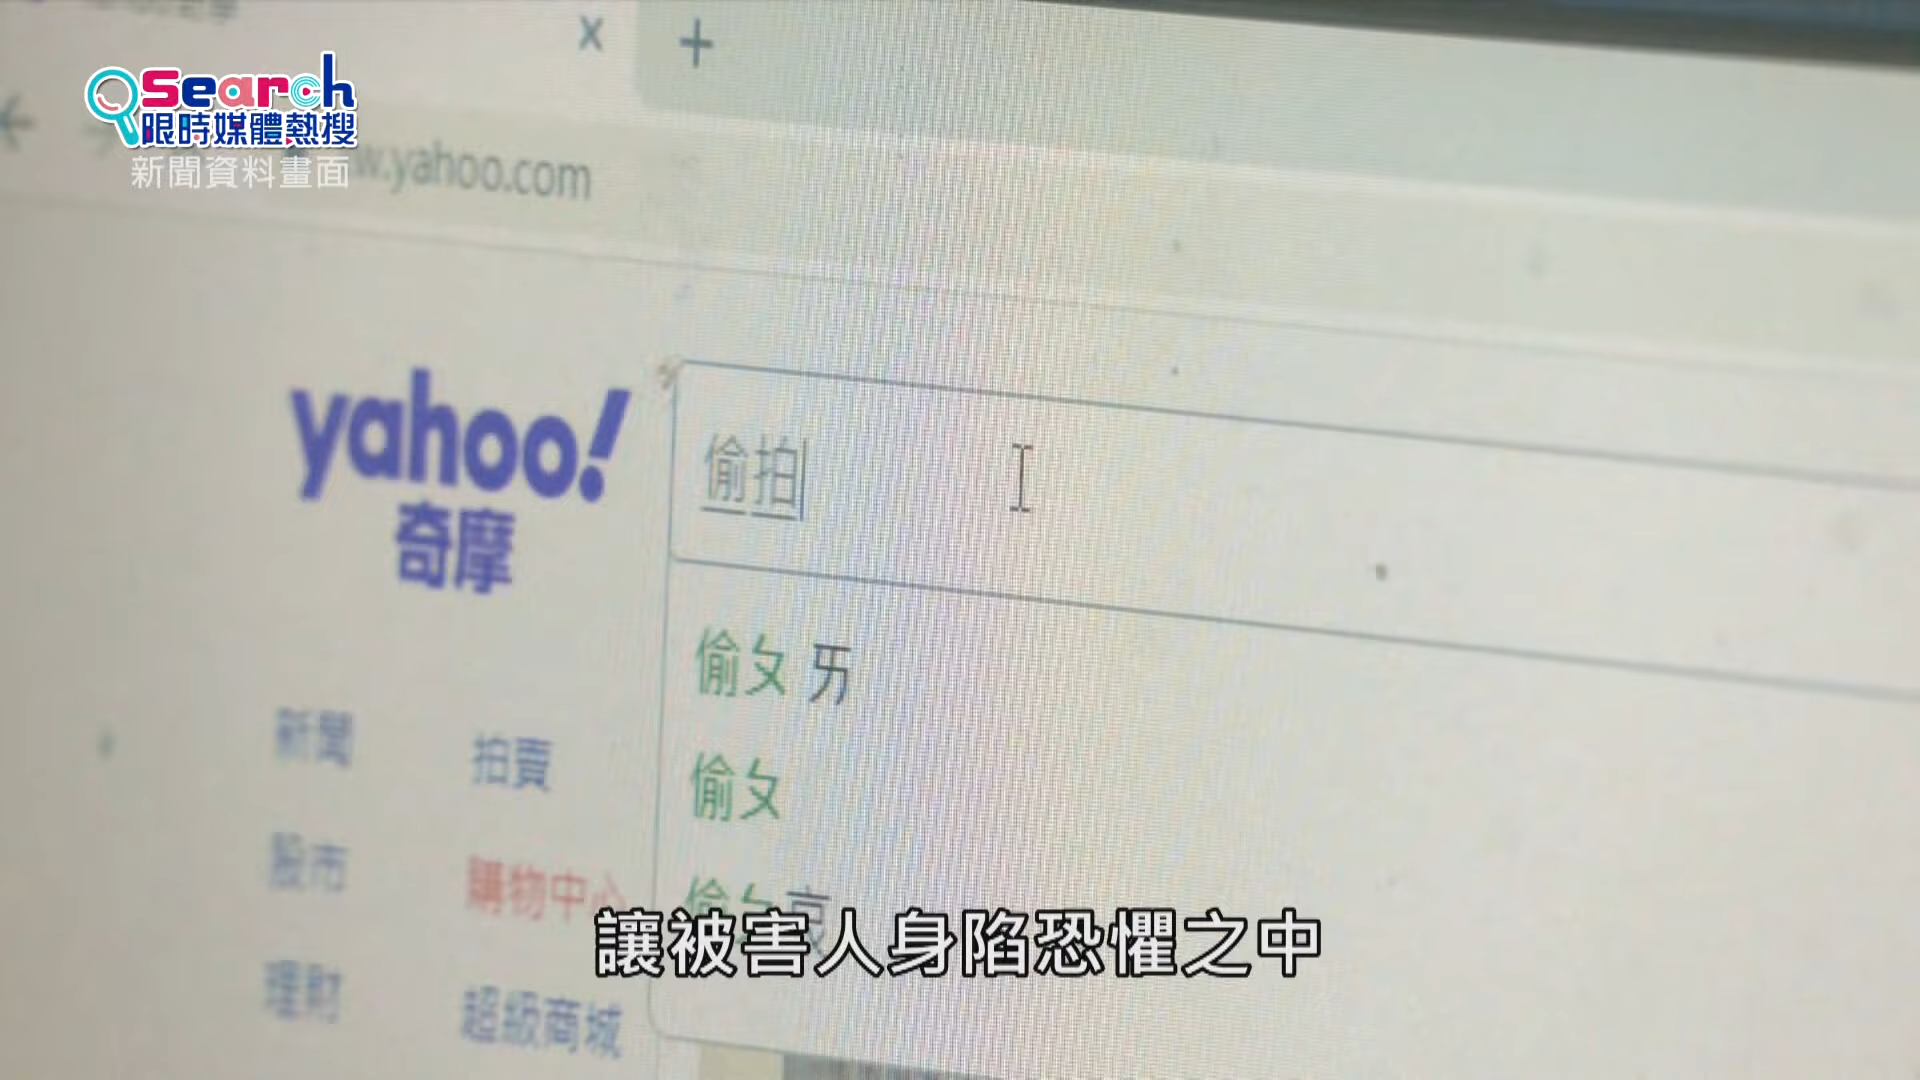 x +
Search
限時媒體熱搜
新聞資料畫面
w.yahoo.com
yahoo!
奇摩
偷拍
偷ㄆ ㄞ
偷ㄆ
新聞 拍賣
股市 購物中心
理財 超級商城
讓被害人身陷恐懼之中